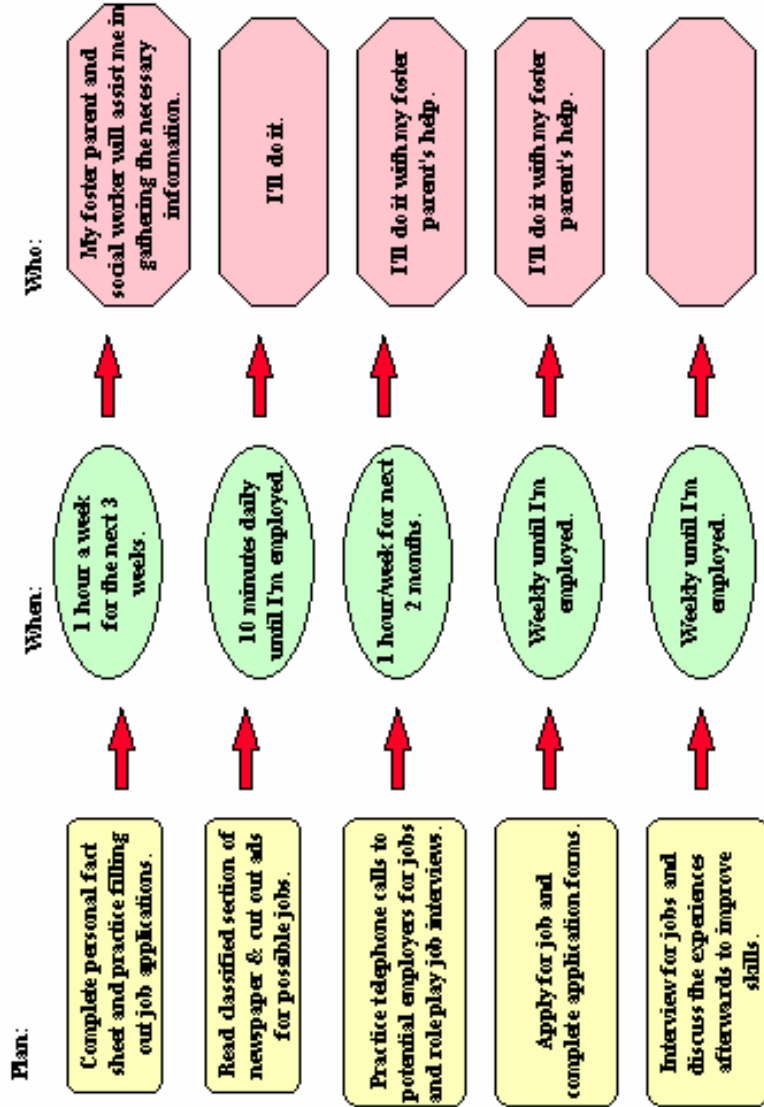 Plan:
When:
Who:
Complete personal fact
sheet and practice filling
out job applications.
1 hour a week
for the next 3
weeks.
My foster parent and
social worker will assist me in
gathering the necessary
information.
Read classified section of
newspaper & cut out ads
for possible jobs.
10 minutes daily
until I'm employed.
I'll do it.
Practice telephone calls to
potential employers for jobs
and role play job interviews.
1 hour/week for next
2 months.
I'll do it with my foster
parent's help.
Apply for job and
complete application forms.
Weekly until I'm
employed.
I'll do it with my foster
parent's help.
Interview for jobs and
discuss the experiences
afterwards to improve
skills.
Weekly until I'm
employed.